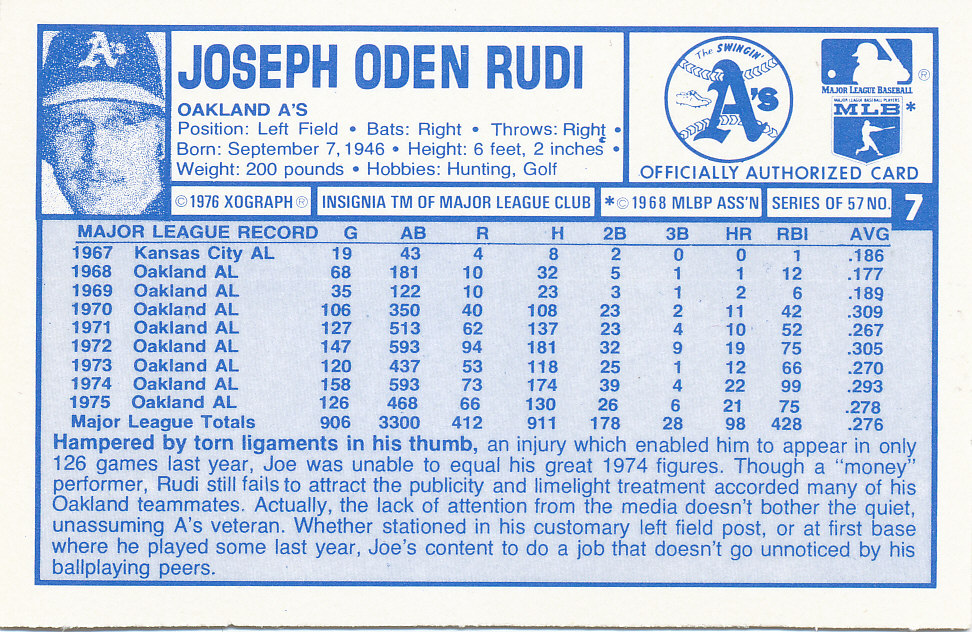 A's
JOSEPH ODEN RUDI
OAKLAND A'S
Position: Left Field • Bats: Right • Throws: Right •
Born: September 7, 1946 • Height: 6 feet, 2 inches •
Weight: 200 pounds • Hobbies: Hunting, Golf
The SWINGIN'
A's
®
MAJOR LEAGUE BASEBALL
MAJOR LEAGUE BASEBALL PLAYERS
MLB *
OFFICIALLY AUTHORIZED CARD
© 1976 XOGRAPH ® INSIGNIA TM OF MAJOR LEAGUE CLUB *© 1968 MLBP ASS'N SERIES OF 57 NO. 7
MAJOR LEAGUE RECORD G AB R H 2B 3B HR RBI AVG
1967 Kansas City AL 19 43 4 8 2 0 0 1 .186
1968 Oakland AL 68 181 10 32 5 1 1 12 .177
1969 Oakland AL 35 122 10 23 3 1 2 6 .189
1970 Oakland AL 106 350 40 108 23 2 11 42 .309
1971 Oakland AL 127 513 62 137 23 4 10 52 .267
1972 Oakland AL 147 593 94 181 32 9 19 75 .305
1973 Oakland AL 120 437 53 118 25 1 12 66 .270
1974 Oakland AL 158 593 73 174 39 4 22 99 .293
1975 Oakland AL 126 468 66 130 26 6 21 75 .278
Major League Totals 906 3300 412 911 178 28 98 428 .276
Hampered by torn ligaments in his thumb, an injury which enabled him to appear in only
126 games last year, Joe was unable to equal his great 1974 figures. Though a "money"
performer, Rudi still fails to attract the publicity and limelight treatment accorded many of his
Oakland teammates. Actually, the lack of attention from the media doesn't bother the quiet,
unassuming A's veteran. Whether stationed in his customary left field post, or at first base
where he played some last year, Joe's content to do a job that doesn't go unnoticed by his
ballplaying peers.